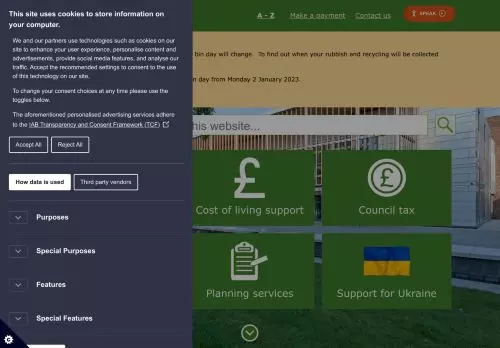 This site uses cookies to store information on
your computer.
We and our partners use technologies such as cookies on our
site to enhance your user experience, personalise content and
advertisements, provide social media features, and analyse our
traffic. Accept the recommended settings to consent to the use
of this technology on our site.
To change your consent choices at any time please use the
toggles below.
The aforementioned personalised advertising services adhere
to the IAB Transparency and Consent Framework (TCF)
Accept All
Reject All
How data is used
Third party vendors
Purposes
Special Purposes
Features
Special Features
A - Z
Make a payment
Contact us
SPEAK
bin day will change. To find out when your rubbish and recycling will be collected
n day from Monday 2 January 2023.
this website...
Cost of living support
Council tax
Planning services
Support for Ukraine